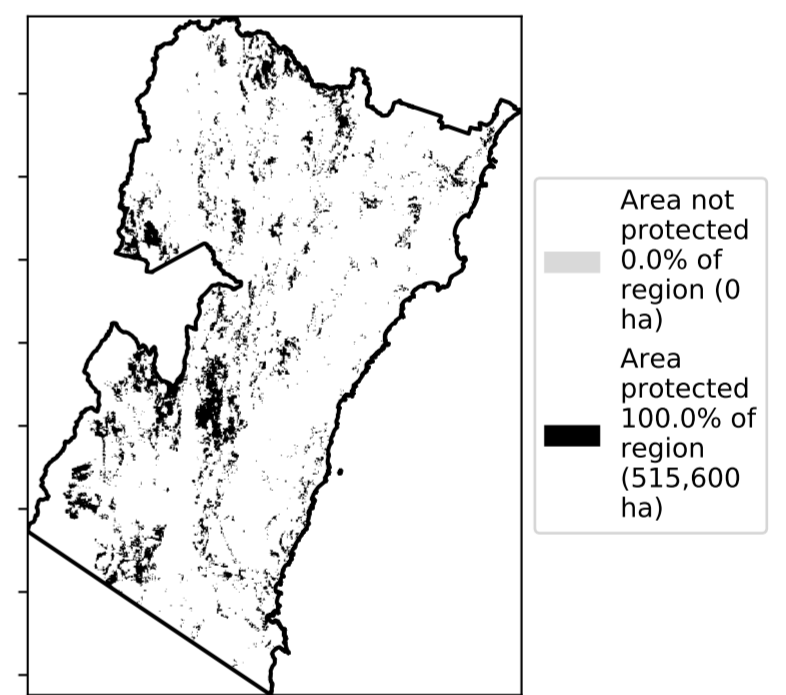 Area not
protected
0.0% of
region (0
ha)
Area
protected
100.0% of
region
(515,600
ha)